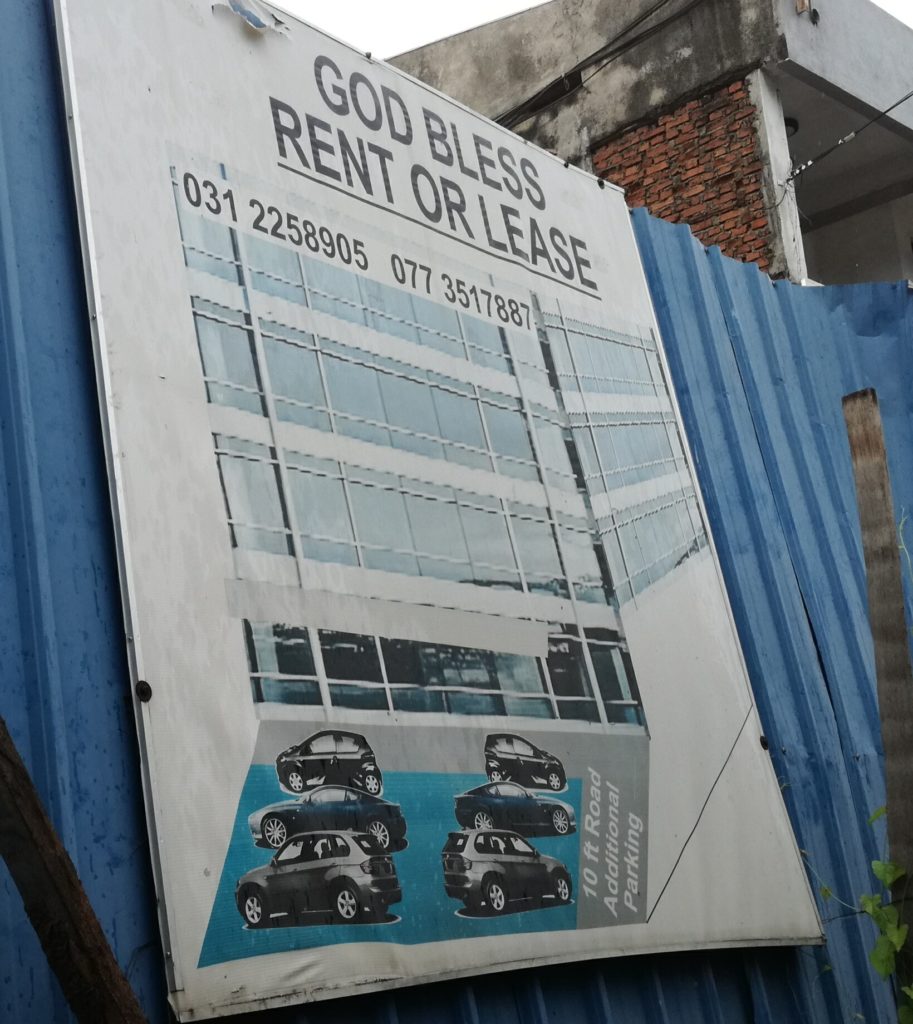 GOD BLESS
RENT OR LEASE
031 2258905 077 3517887
10 ft Road
Additional
Parking